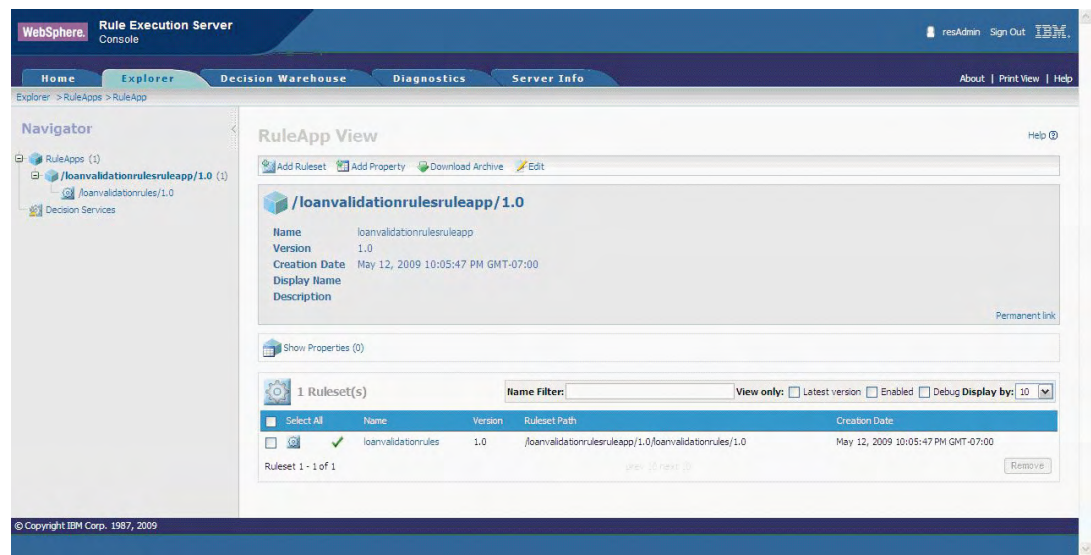 WebSphere. Rule Execution Server
Console
resAdmin Sign Out IBM.
Home Explorer Decision Warehouse Diagnostics Server Info
About | Print View | Help
Explorer > RuleApps > RuleApp
Navigator
RuleApps (1)
/loanvalidationrulesruleapp/1.0 (1)
/loanvalidationrules/1.0
Decision Services
RuleApp View
Help
Add Ruleset Add Property Download Archive Edit
/loanvalidationrulesruleapp/1.0
Name loanvalidationrulesruleapp
Version 1.0
Creation Date May 12, 2009 10:05:47 PM GMT-07:00
Display Name
Description
Permanent link
Show Properties (0)
1 Ruleset(s) Name Filter: View only: Latest version Enabled Debug Display by: 10
Select All Name Version Ruleset Path Creation Date
loanvalidationrules 1.0 /loanvalidationrulesruleapp/1.0/loanvalidationrules/1.0 May 12, 2009 10:05:47 PM GMT-07:00
Ruleset 1 - 1 of 1 prev 10 next 10 Remove
© Copyright IBM Corp. 1987, 2009